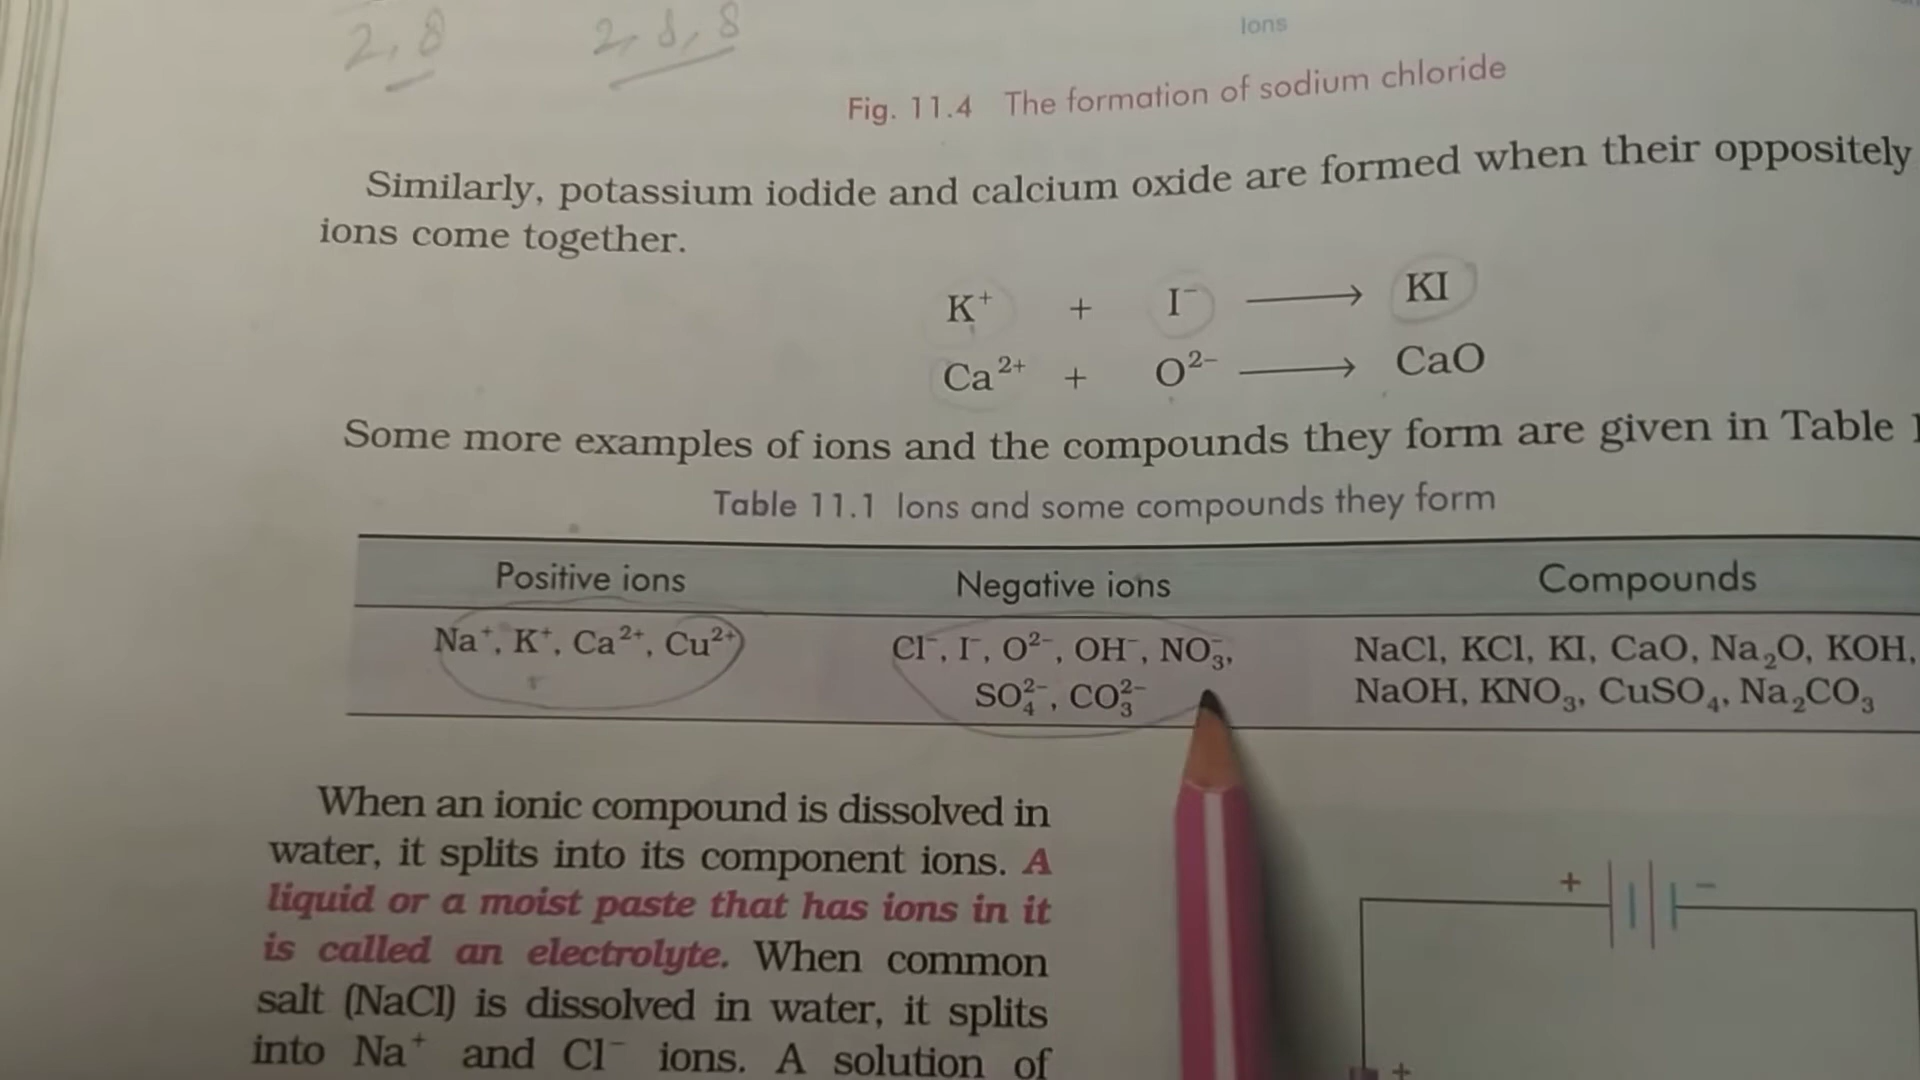 2, 8 2, 8, 8
Ions
Fig. 11.4 The formation of sodium chloride
Similarly, potassium iodide and calcium oxide are formed when their oppositely
ions come together.
K⁺ + I⁻ ⟶ KI
Ca²⁺ + O²⁻ ⟶ CaO
Some more examples of ions and the compounds they form are given in Table 1
Table 11.1 Ions and some compounds they form
Positive ions Negative ions Compounds
Na⁺, K⁺, Ca²⁺, Cu²⁺ Cl⁻, I⁻, O²⁻, OH⁻, NO₃⁻, NaCl, KCl, KI, CaO, Na₂O, KOH,
SO₄²⁻, CO₃²⁻ NaOH, KNO₃, CuSO₄, Na₂CO₃
When an ionic compound is dissolved in
water, it splits into its component ions. A
liquid or a moist paste that has ions in it
is called an electrolyte. When common
salt (NaCl) is dissolved in water, it splits
into Na⁺ and Cl⁻ ions. A solution of
+ −
+